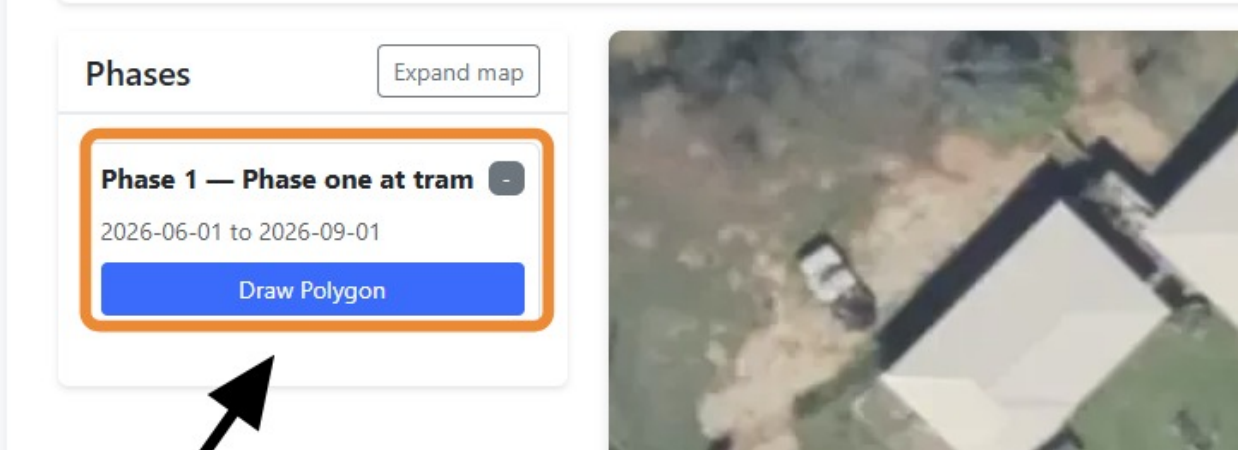 Phases
Expand map
Phase 1 — Phase one at tram
-
2026-06-01 to 2026-09-01
Draw Polygon